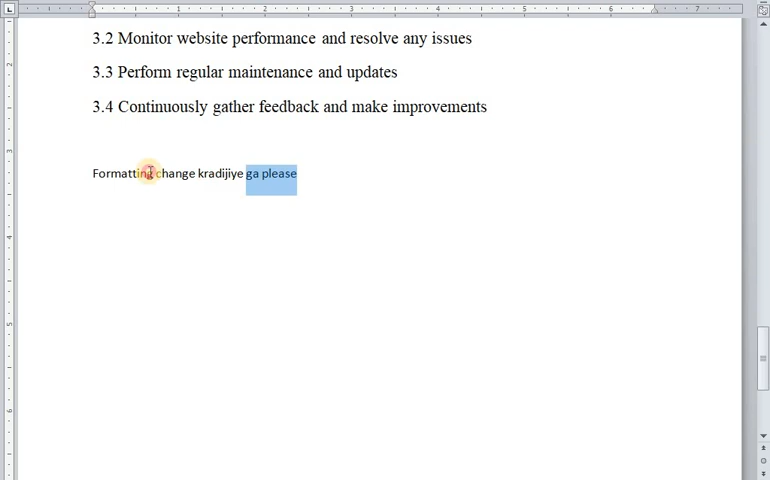 3.2 Monitor website performance and resolve any issues
3.3 Perform regular maintenance and updates
3.4 Continuously gather feedback and make improvements
Formatting change kradijiye ga please